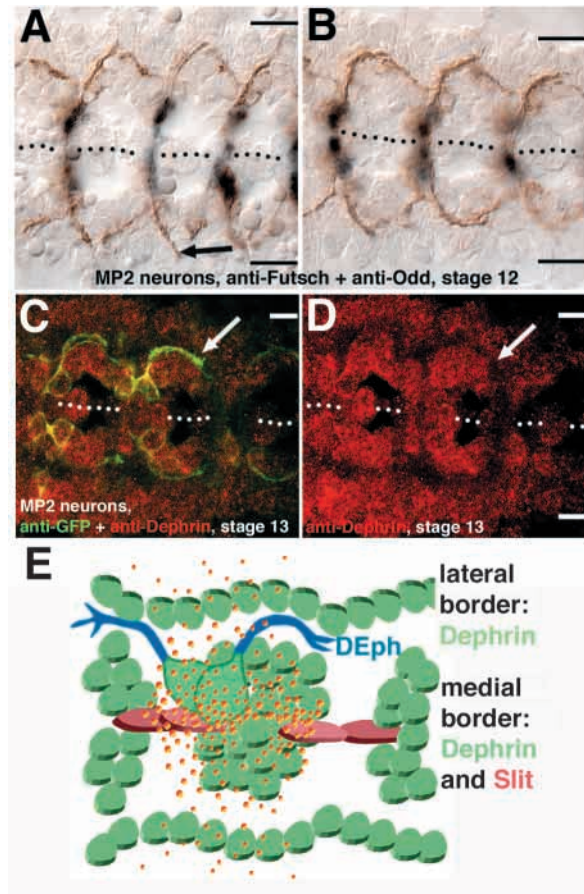 A
B
MP2 neurons, anti-Futsch + anti-Odd, stage 12
C
D
MP2 neurons,
anti-GFP + anti-Dephrin, stage 13
anti-Dephrin, stage 13
E
DEph
lateral
border:
Dephrin
medial
border:
Dephrin
and Slit